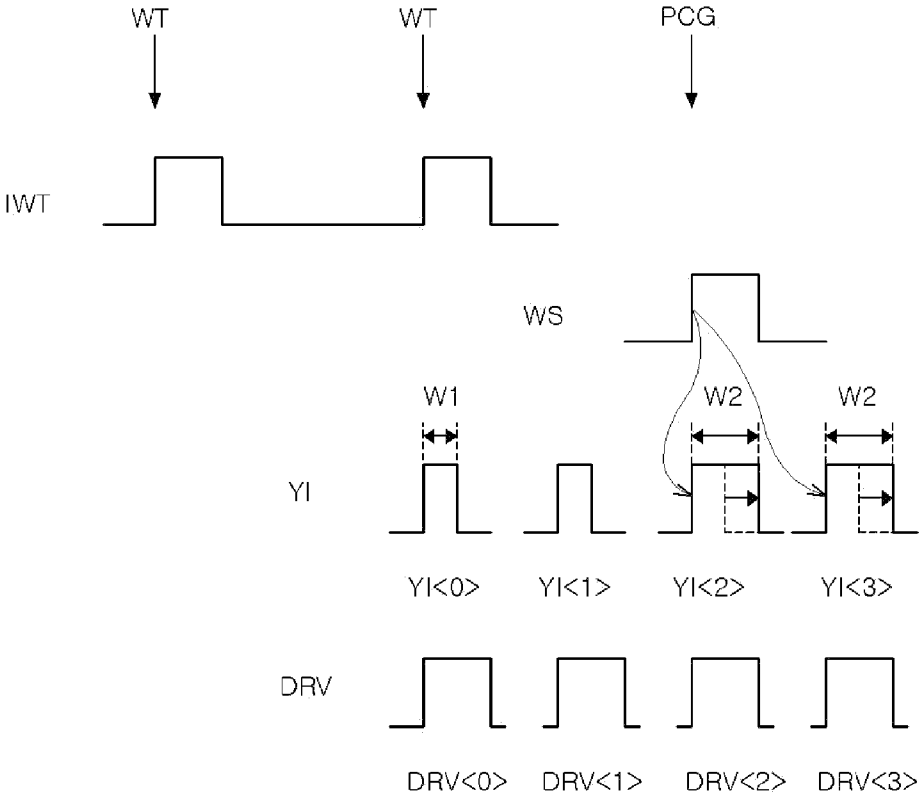 WT WT PCG
IWT
WS
W1 W2 W2
YI
YI<0> YI<1> YI<2> YI<3>
DRV
DRV<0> DRV<1> DRV<2> DRV<3>